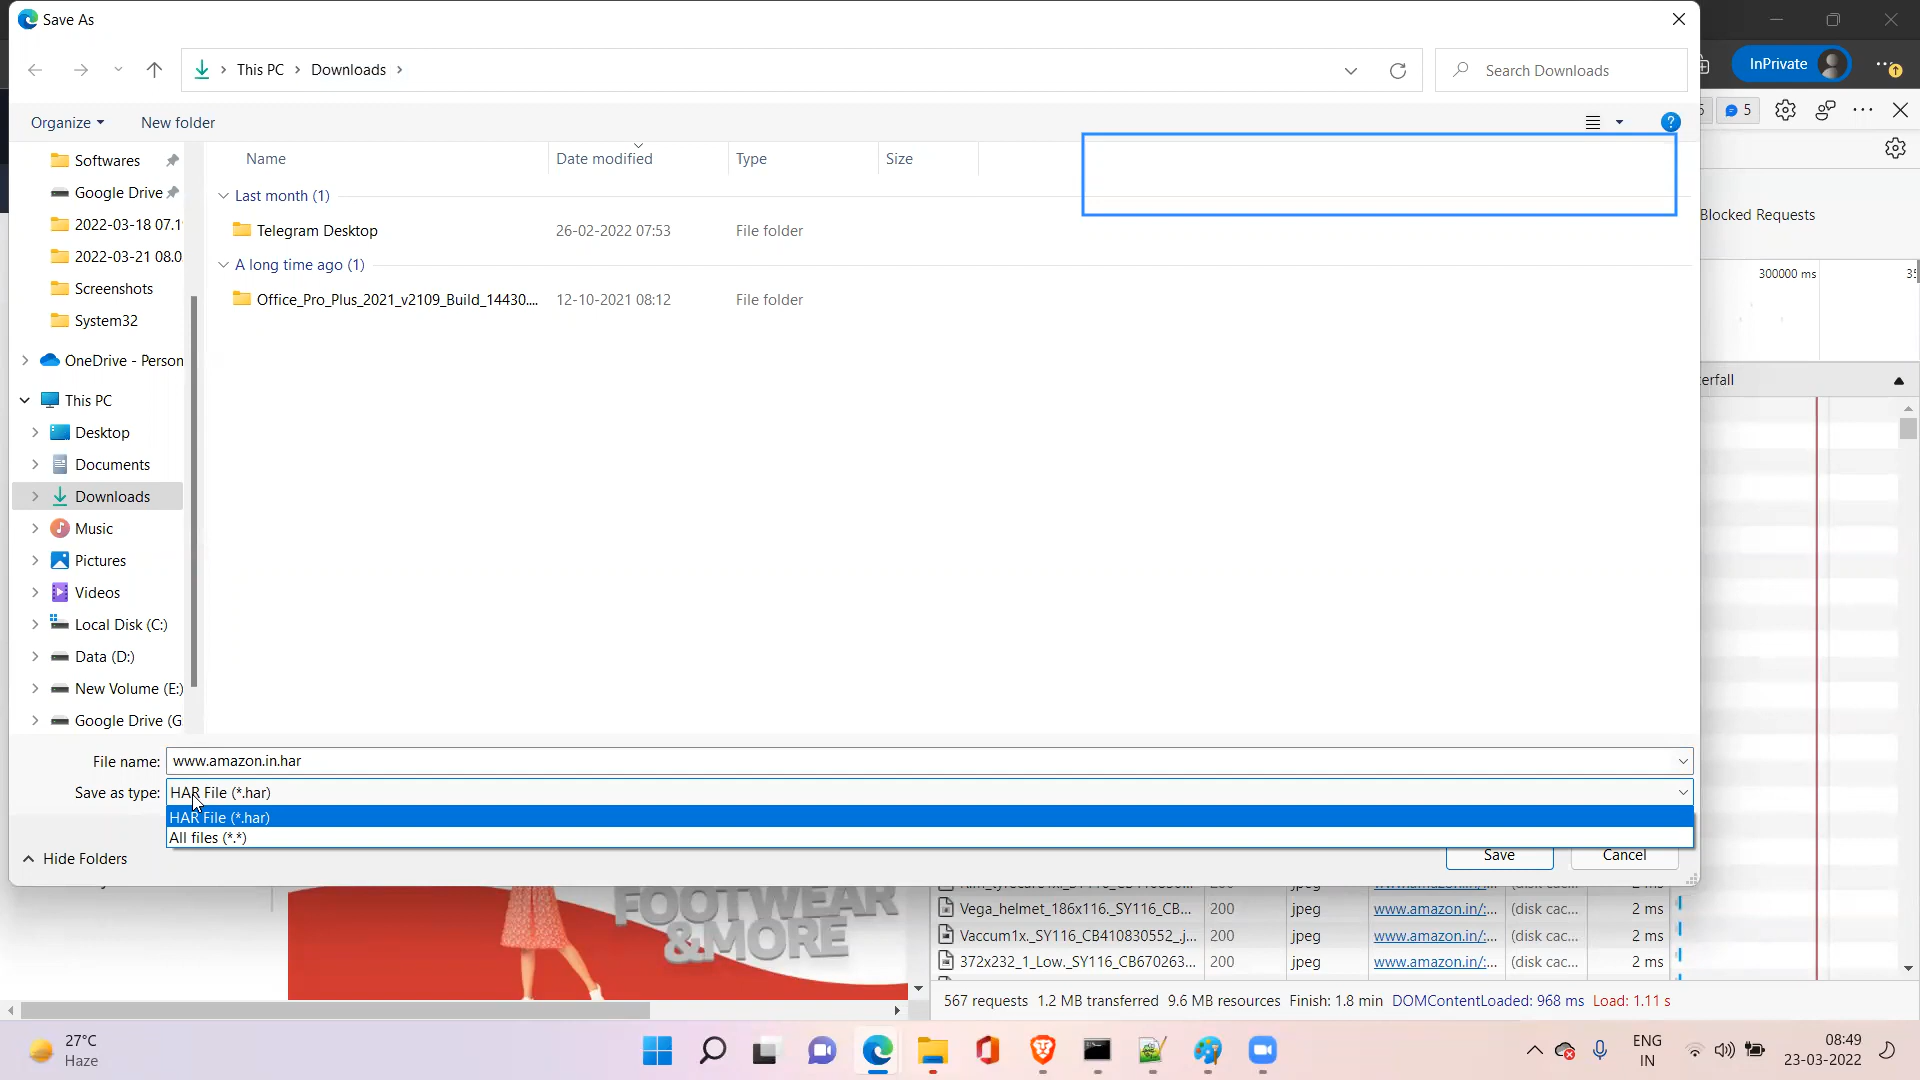 Save As
This PC > Downloads >
Search Downloads
InPrivate
Organize
New folder
?
5
Name
Date modified
Type
Size
Softwares
Google Drive
2022-03-18 07.1
2022-03-21 08.0
Screenshots
System32
OneDrive - Person
This PC
Desktop
Documents
Downloads
Music
Pictures
Videos
Local Disk (C:)
Data (D:)
New Volume (E:)
Google Drive (G
Last month (1)
Telegram Desktop 26-02-2022 07:53 File folder
A long time ago (1)
Office_Pro_Plus_2021_v2109_Build_14430.... 12-10-2021 08:12 File folder
Blocked Requests
300000 ms
35
erfall
File name: www.amazon.in.har
Save as type: HAR File (*.har)
HAR File (*.har)
All files (*.*)
Hide Folders
Save
Cancel
FOOTWEAR
&MORE
Vega_helmet_186x116._SY116_CB... 200 jpeg www.amazon.in/:... (disk cac... 2 ms
Vaccum1x._SY116_CB410830552_.j... 200 jpeg www.amazon.in/:... (disk cac... 2 ms
372x232_1_Low._SY116_CB670263... 200 jpeg www.amazon.in/:... (disk cac... 2 ms
567 requests 1.2 MB transferred 9.6 MB resources Finish: 1.8 min DOMContentLoaded: 968 ms Load: 1.11 s
27°C
Haze
ENG
IN
08:49
23-03-2022